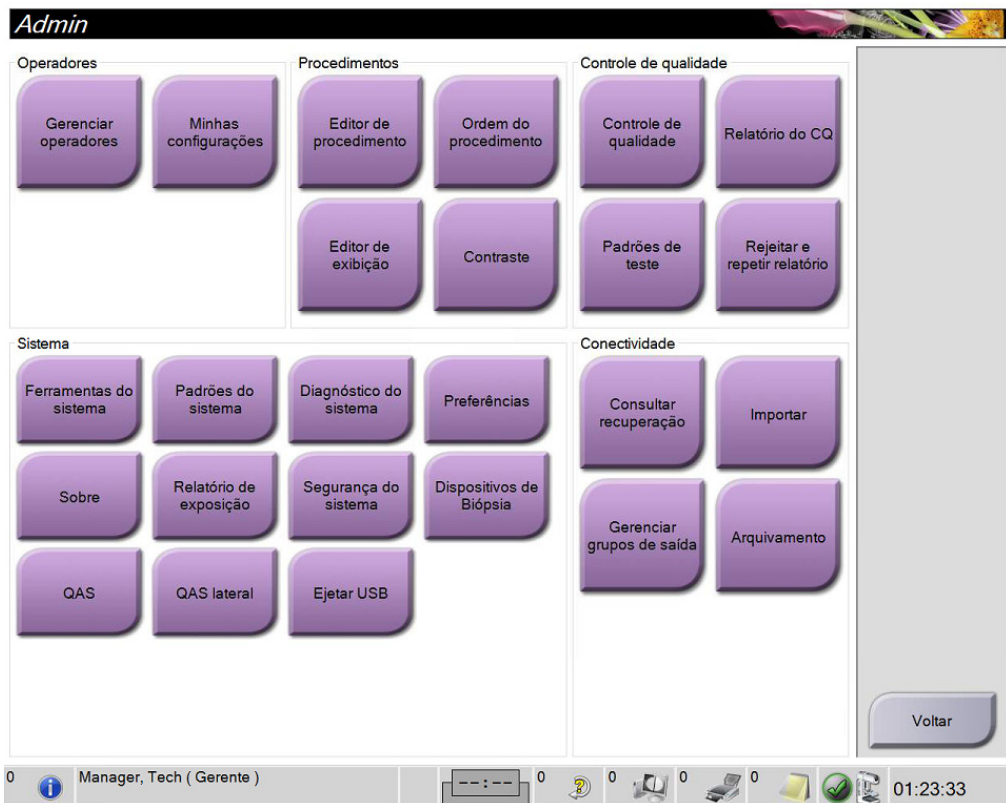 Admin
Operadores
Gerenciar
operadores
Minhas
configurações
Procedimentos
Editor de
procedimento
Ordem do
procedimento
Editor de
exibição
Contraste
Controle de qualidade
Controle de
qualidade
Relatório do CQ
Padrões de
teste
Rejeitar e
repetir relatório
Sistema
Ferramentas do
sistema
Padrões do
sistema
Diagnóstico do
sistema
Preferências
Sobre
Relatório de
exposição
Segurança do
sistema
Dispositivos de
Biópsia
QAS
QAS lateral
Ejetar USB
Conectividade
Consultar
recuperação
Importar
Gerenciar
grupos de saída
Arquivamento
Voltar
0 Manager, Tech ( Gerente ) --:-- 0 0 0 0 01:23:33